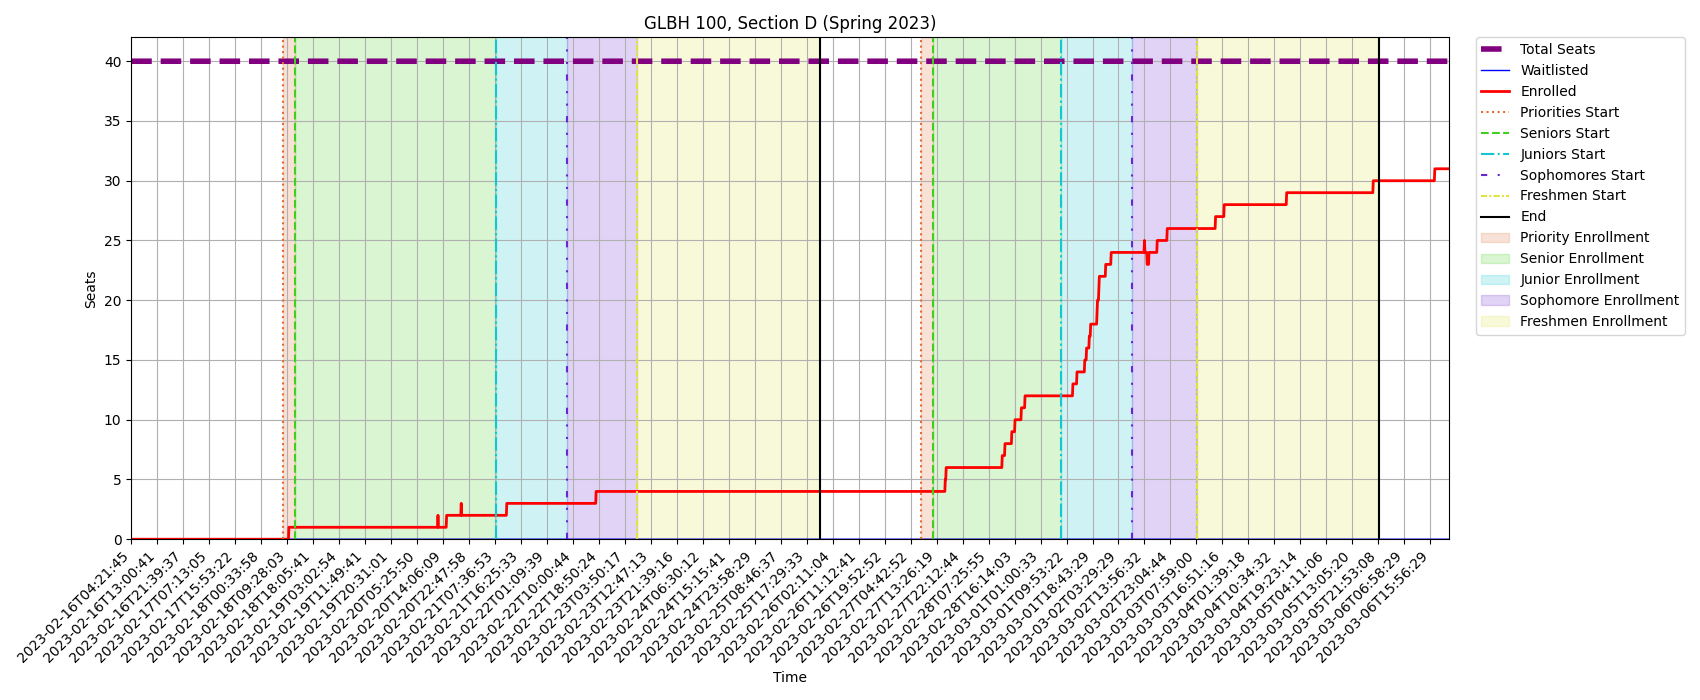 GLBH 100, Section D (Spring 2023)
Seats
40
35
30
25
20
15
10
5
0
2023-02-16T04:21:45
2023-02-16T13:00:41
2023-02-16T21:39:37
2023-02-17T07:13:05
2023-02-17T15:53:22
2023-02-18T00:33:58
2023-02-18T09:28:03
2023-02-18T18:05:41
2023-02-19T03:02:54
2023-02-19T11:49:41
2023-02-19T20:31:01
2023-02-20T05:25:50
2023-02-20T14:06:09
2023-02-20T22:47:58
2023-02-21T07:36:53
2023-02-21T16:25:33
2023-02-22T01:09:39
2023-02-22T10:00:44
2023-02-22T18:50:24
2023-02-23T03:50:17
2023-02-23T12:47:13
2023-02-23T21:39:16
2023-02-24T06:30:12
2023-02-24T15:15:41
2023-02-24T23:58:29
2023-02-25T08:46:37
2023-02-25T17:29:33
2023-02-26T02:11:04
2023-02-26T11:12:41
2023-02-26T19:52:52
2023-02-27T04:42:52
2023-02-27T13:26:19
2023-02-27T22:12:44
2023-02-28T07:25:55
2023-02-28T16:14:03
2023-03-01T01:00:33
2023-03-01T09:53:22
2023-03-01T18:43:29
2023-03-02T03:29:29
2023-03-02T13:56:32
2023-03-02T23:04:44
2023-03-03T07:59:00
2023-03-03T16:51:16
2023-03-04T01:39:18
2023-03-04T10:34:32
2023-03-04T19:23:14
2023-03-05T04:11:06
2023-03-05T13:05:20
2023-03-05T21:53:08
2023-03-06T06:58:29
2023-03-06T15:56:29
Time
Total Seats
Waitlisted
Enrolled
Priorities Start
Seniors Start
Juniors Start
Sophomores Start
Freshmen Start
End
Priority Enrollment
Senior Enrollment
Junior Enrollment
Sophomore Enrollment
Freshmen Enrollment